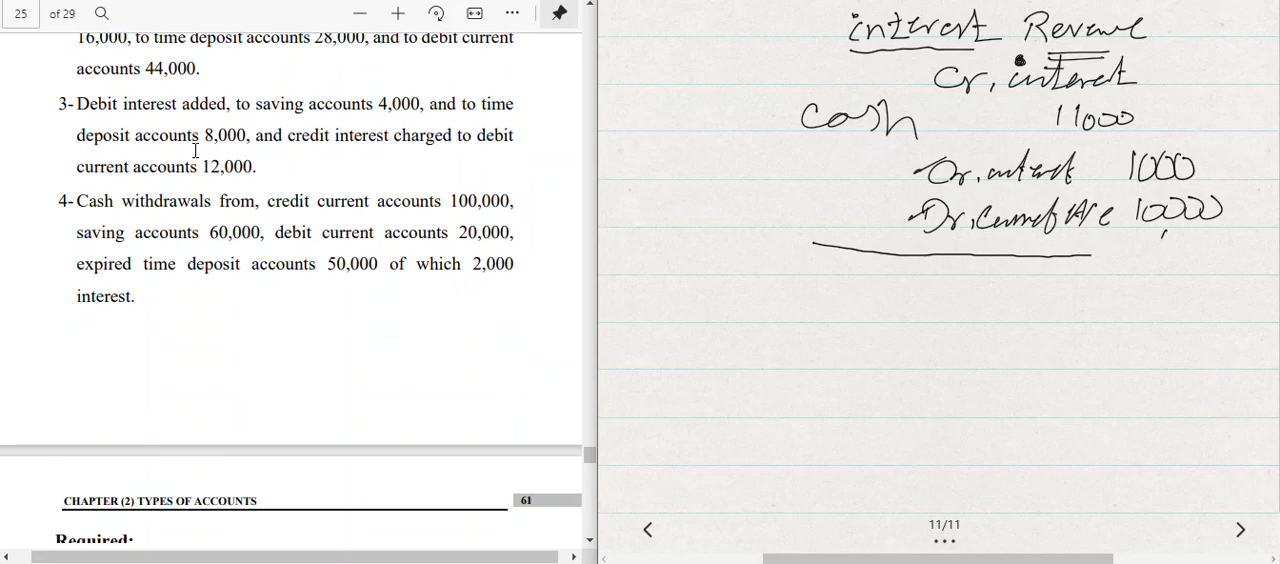 25 of 29
16,000, to time deposit accounts 28,000, and to debit current
accounts 44,000.
3- Debit interest added, to saving accounts 4,000, and to time
deposit accounts 8,000, and credit interest charged to debit
current accounts 12,000.
4- Cash withdrawals from, credit current accounts 100,000,
saving accounts 60,000, debit current accounts 20,000,
expired time deposit accounts 50,000 of which 2,000
interest.
CHAPTER (2) TYPES OF ACCOUNTS 61
Required:
interest Revenue
Cr, interest
Cash 11000
Cr, interest 1000
Dr, Current A/c 10,000
11/11